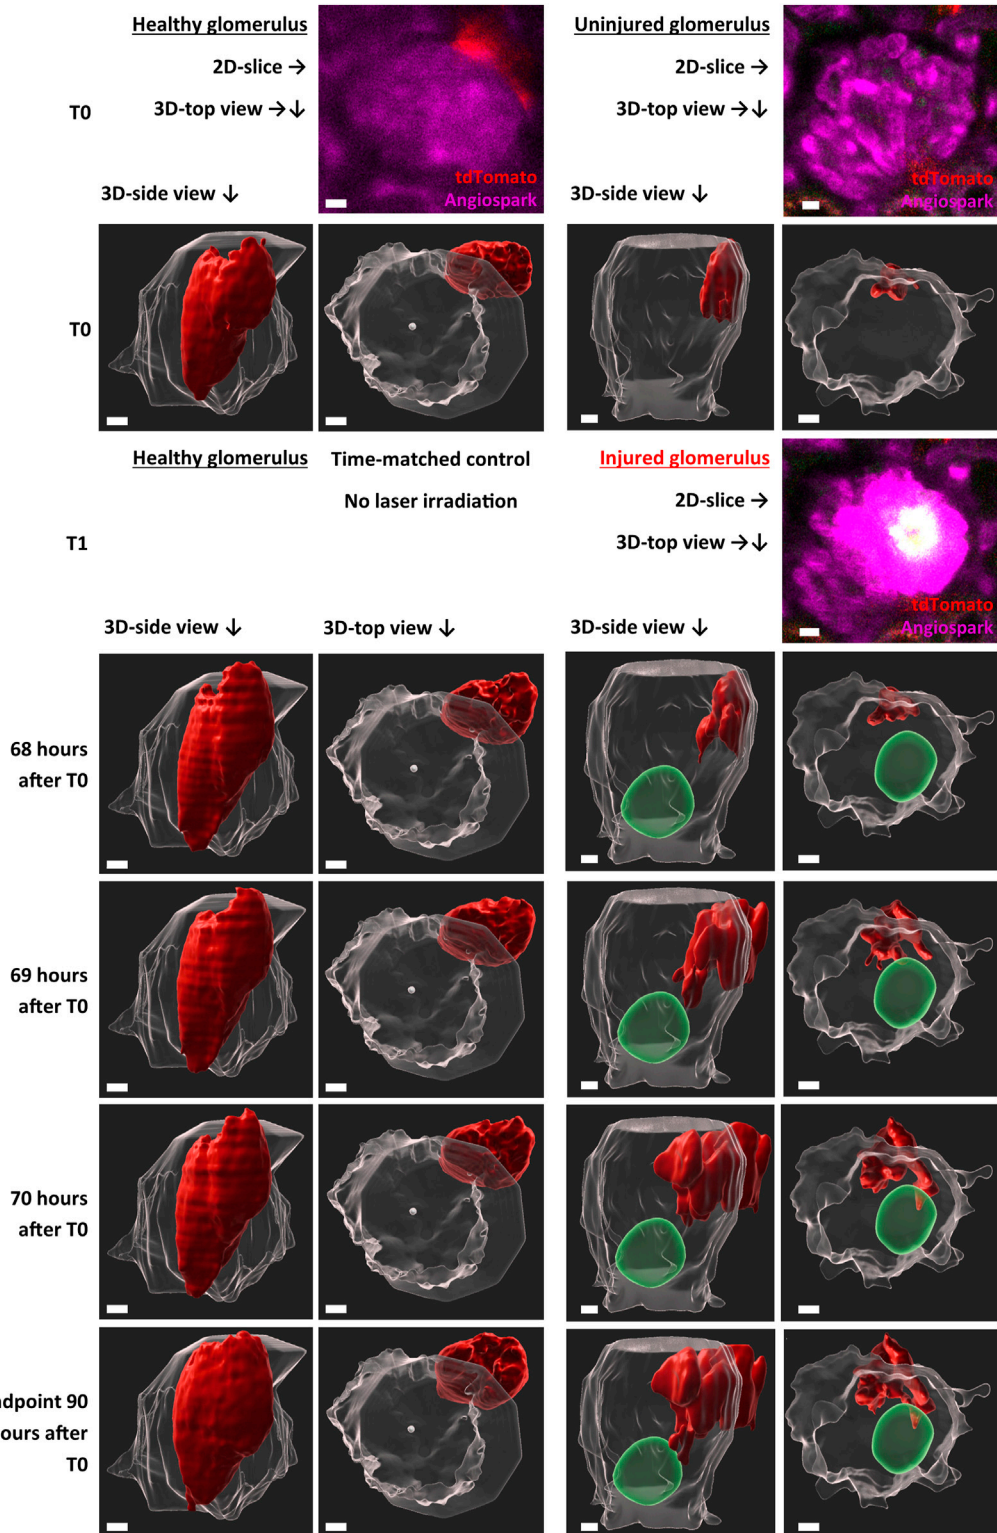 Healthy glomerulus
2D-slice →
T0
3D-top view →↓
3D-side view ↓
tdTomato
Angiospark
Uninjured glomerulus
2D-slice →
3D-top view →↓
3D-side view ↓
tdTomato
Angiospark
T0
Healthy glomerulus
Time-matched control
No laser irradiation
T1
3D-side view ↓
3D-top view ↓
Injured glomerulus
2D-slice →
3D-top view →↓
3D-side view ↓
tdTomato
Angiospark
68 hours
after T0
69 hours
after T0
70 hours
after T0
ndpoint 90
ours after
T0